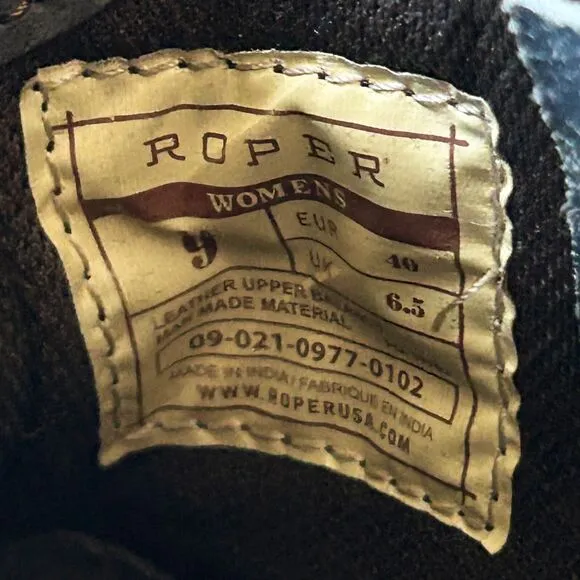 ROPER
WOMENS
9
EUR 40
UK 6.5
LEATHER UPPER
MAN MADE MATERIAL
09-021-0977-0102
MADE IN INDIA/FABRIQUE EN INDIA
WWW.ROPERUSA.COM